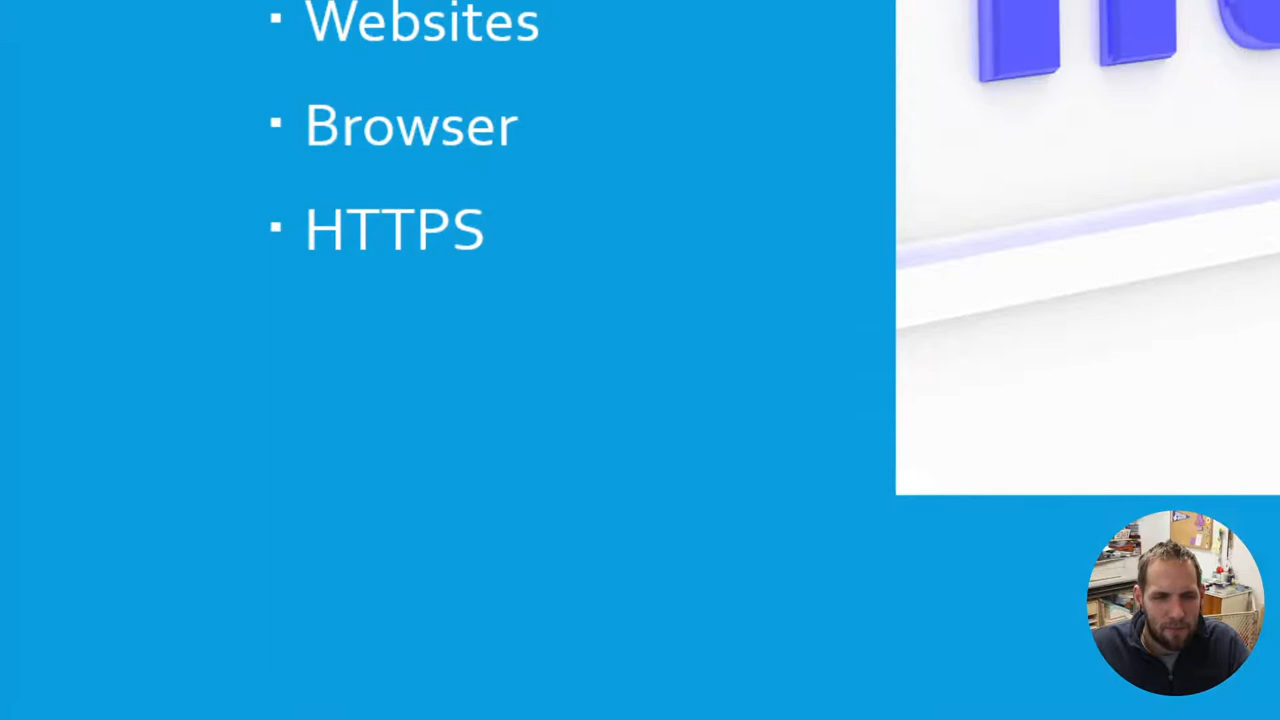 ▪ Websites
▪ Browser
▪ HTTPS